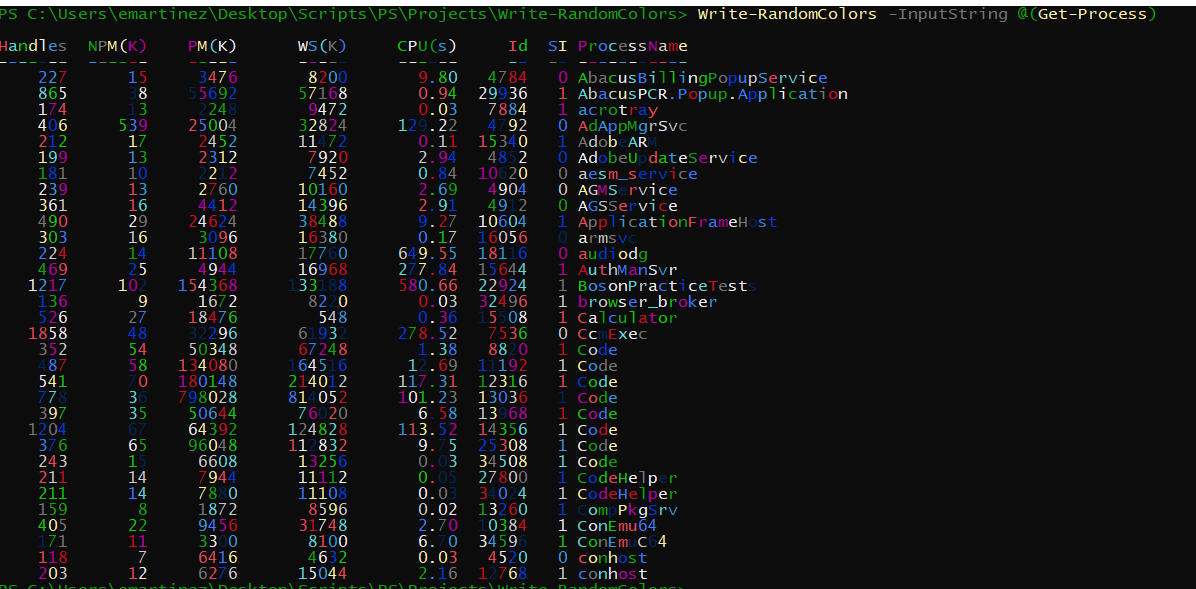 PS C:\Users\emartinez\Desktop\Scripts\PS\Projects\Write-RandomColors> Write-RandomColors -InputString @(Get-Process)
Handles NPM(K) PM(K) WS(K) CPU(s) Id SI ProcessName
------- ------ ----- ----- ------ -- -- -----------
227 15 3476 8200 9.80 4784 0 AbacusBillingPopupService
865 38 55692 57168 0.94 29936 1 AbacusPCR.Popup.Application
174 13 2248 9472 0.03 7884 1 acrotray
406 539 25004 32824 129.22 4792 0 AdAppMgrSvc
212 17 2452 11472 0.11 15340 1 AdobeARM
199 13 2312 7920 2.94 4852 0 AdobeUpdateService
181 10 2212 7452 0.84 10620 0 aesm_service
239 13 2760 10160 2.69 4904 0 AGMService
361 16 4412 14396 2.91 4912 0 AGSService
490 29 24624 38488 9.27 10604 1 ApplicationFrameHost
303 16 3096 16380 0.17 16056 0 armsvc
224 14 11108 17760 649.55 18116 0 audiodg
469 25 4944 16968 277.84 15644 1 AuthManSvr
1217 102 154368 133188 580.66 22924 1 BosonPracticeTests
136 9 1672 8220 0.03 32496 1 browser_broker
526 27 18476 548 0.36 15508 1 Calculator
1858 48 32296 61932 278.52 7536 0 CcmExec
352 54 50348 67248 1.38 8820 1 Code
487 58 134080 164516 12.69 11192 1 Code
541 70 180148 214012 117.31 12316 1 Code
778 36 798028 814052 101.23 13036 1 Code
397 35 50644 76020 6.58 13968 1 Code
1204 67 64392 124828 113.52 14356 1 Code
376 65 96048 112832 9.75 25308 1 Code
243 15 6608 13256 0.03 34508 1 Code
211 14 7944 11112 0.05 27800 1 CodeHelper
211 14 7880 11108 0.03 34024 1 CodeHelper
159 8 1872 8596 0.02 13260 1 CompPkgSrv
405 22 9456 31748 2.70 10384 1 ConEmu64
171 11 3300 8100 6.70 34596 1 ConEmuC64
118 7 6416 4632 0.03 4520 0 conhost
203 12 6276 15044 2.16 12768 1 conhost
PS C:\Users\emartinez\Desktop\Scripts\PS\Projects\Write-RandomColors>